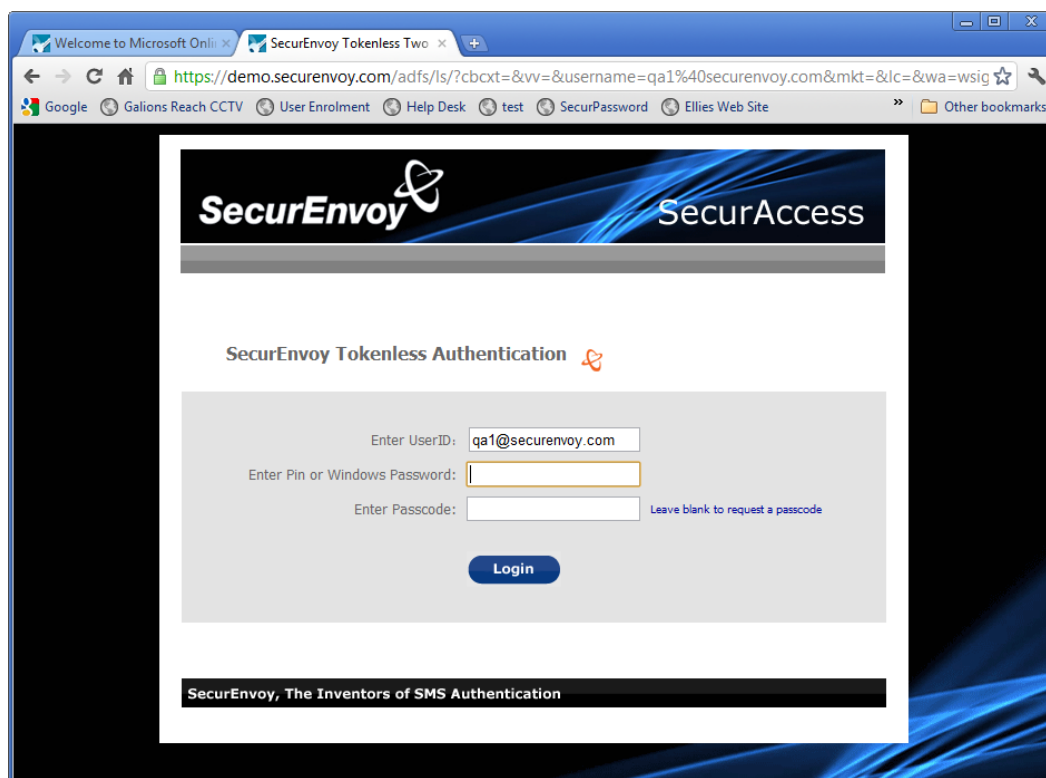 Welcome to Microsoft Onli
SecurEnvoy Tokenless Two
https://demo.securenvoy.com/adfs/ls/?cbcxt=&vv=&username=qa1%40securenvoy.com&mkt=&lc=&wa=wsig
Google Galions Reach CCTV User Enrolment Help Desk test SecurPassword Ellies Web Site » Other bookmarks
SecurEnvoy
SecurAccess
SecurEnvoy Tokenless Authentication
Enter UserID: qa1@securenvoy.com
Enter Pin or Windows Password:
Enter Passcode: Leave blank to request a passcode
Login
SecurEnvoy, The Inventors of SMS Authentication